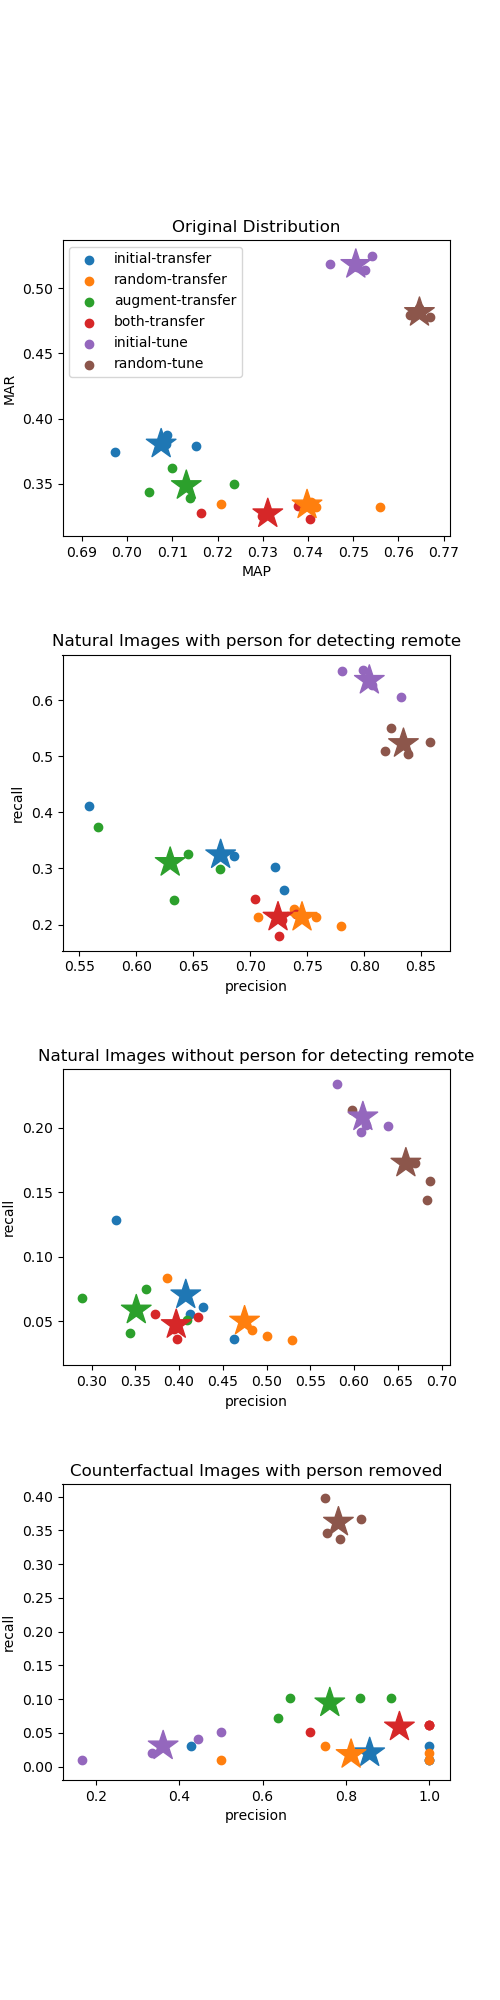 Original Distribution
initial-transfer
random-transfer
augment-transfer
both-transfer
initial-tune
random-tune
0.50
0.45
0.40
0.35
MAR
0.69 0.70 0.71 0.72 0.73 0.74 0.75 0.76 0.77
MAP
Natural Images with person for detecting remote
0.6
0.5
0.4
0.3
0.2
recall
0.55 0.60 0.65 0.70 0.75 0.80 0.85
precision
Natural Images without person for detecting remote
0.20
0.15
0.10
0.05
recall
0.30 0.35 0.40 0.45 0.50 0.55 0.60 0.65 0.70
precision
Counterfactual Images with person removed
0.40
0.35
0.30
0.25
0.20
0.15
0.10
0.05
0.00
recall
0.2 0.4 0.6 0.8 1.0
precision